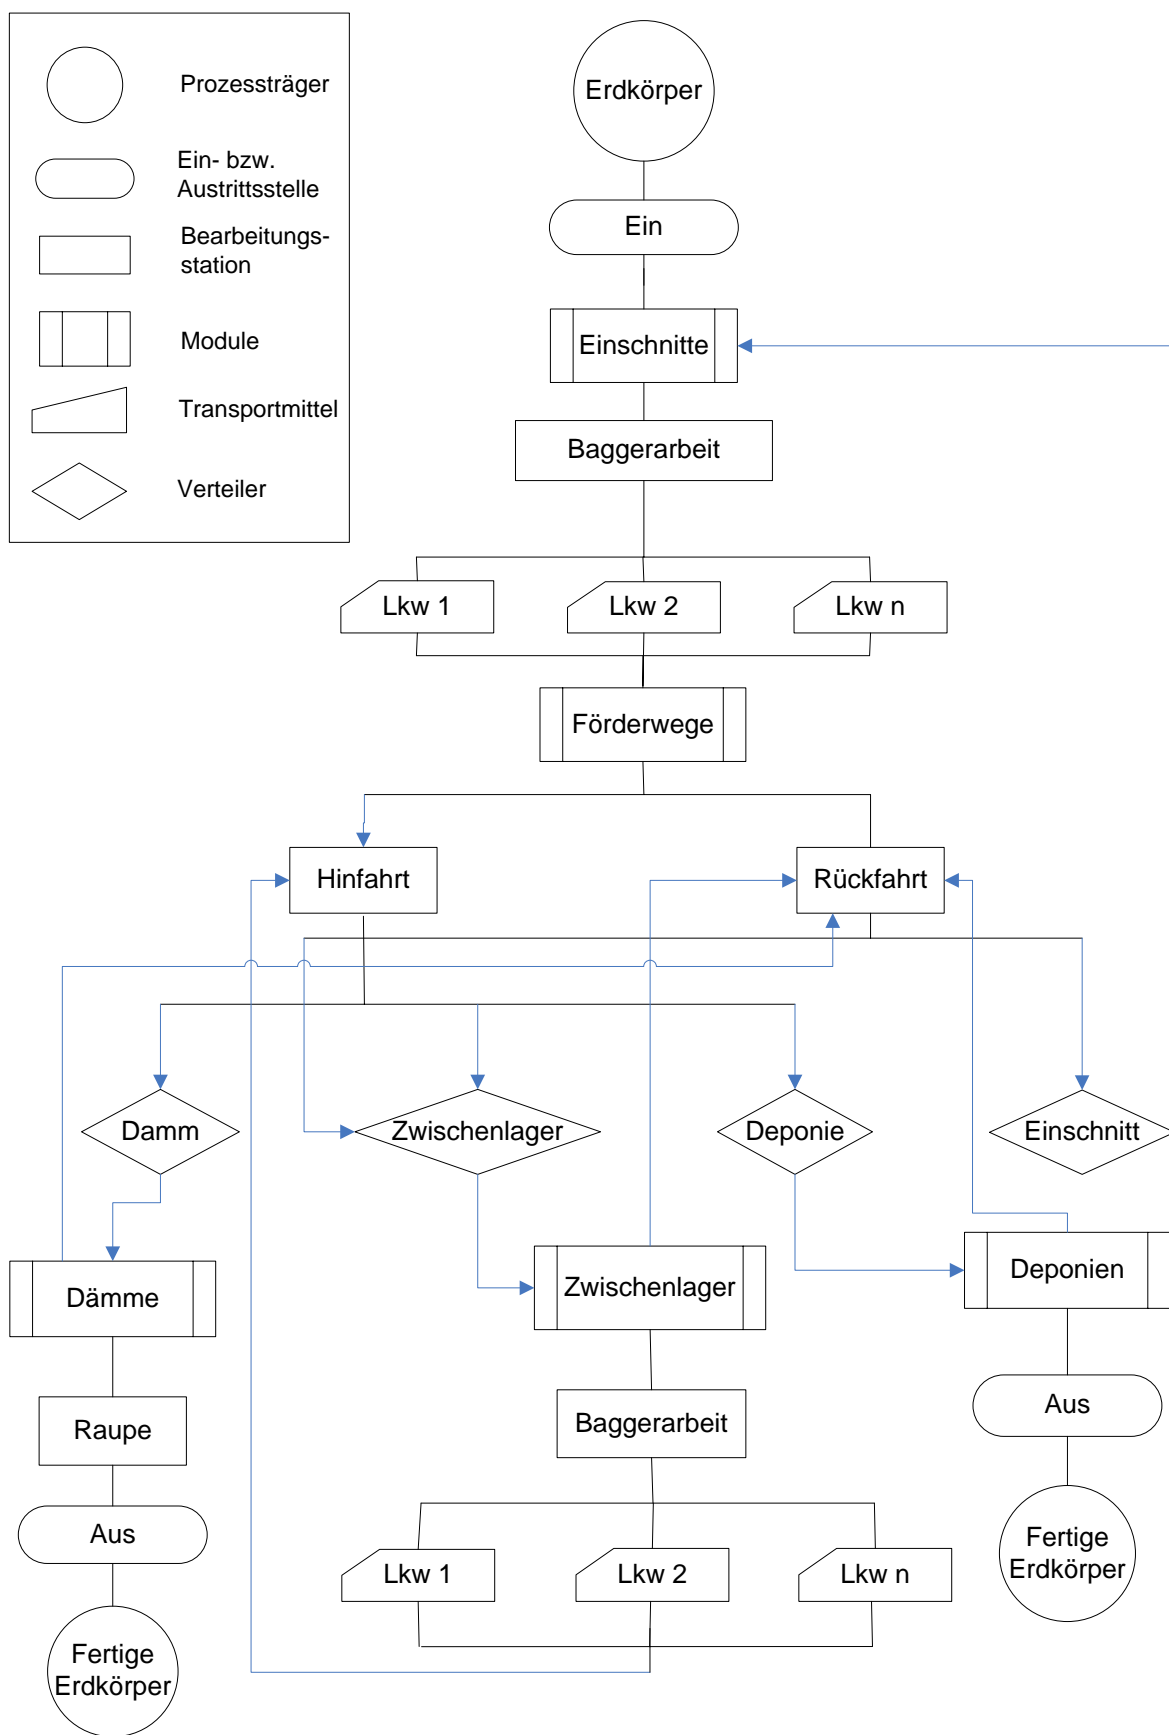 Prozessträger
Ein- bzw.
Austrittsstelle
Bearbeitungs-
station
Module
Transportmittel
Verteiler
Erdkörper
Ein
Einschnitte
Baggerarbeit
Lkw 1
Lkw 2
Lkw n
Förderwege
Hinfahrt
Rückfahrt
Damm
Zwischenlager
Deponie
Einschnitt
Dämme
Zwischenlager
Deponien
Raupe
Baggerarbeit
Aus
Aus
Lkw 1
Lkw 2
Lkw n
Fertige
Erdkörper
Fertige
Erdkörper